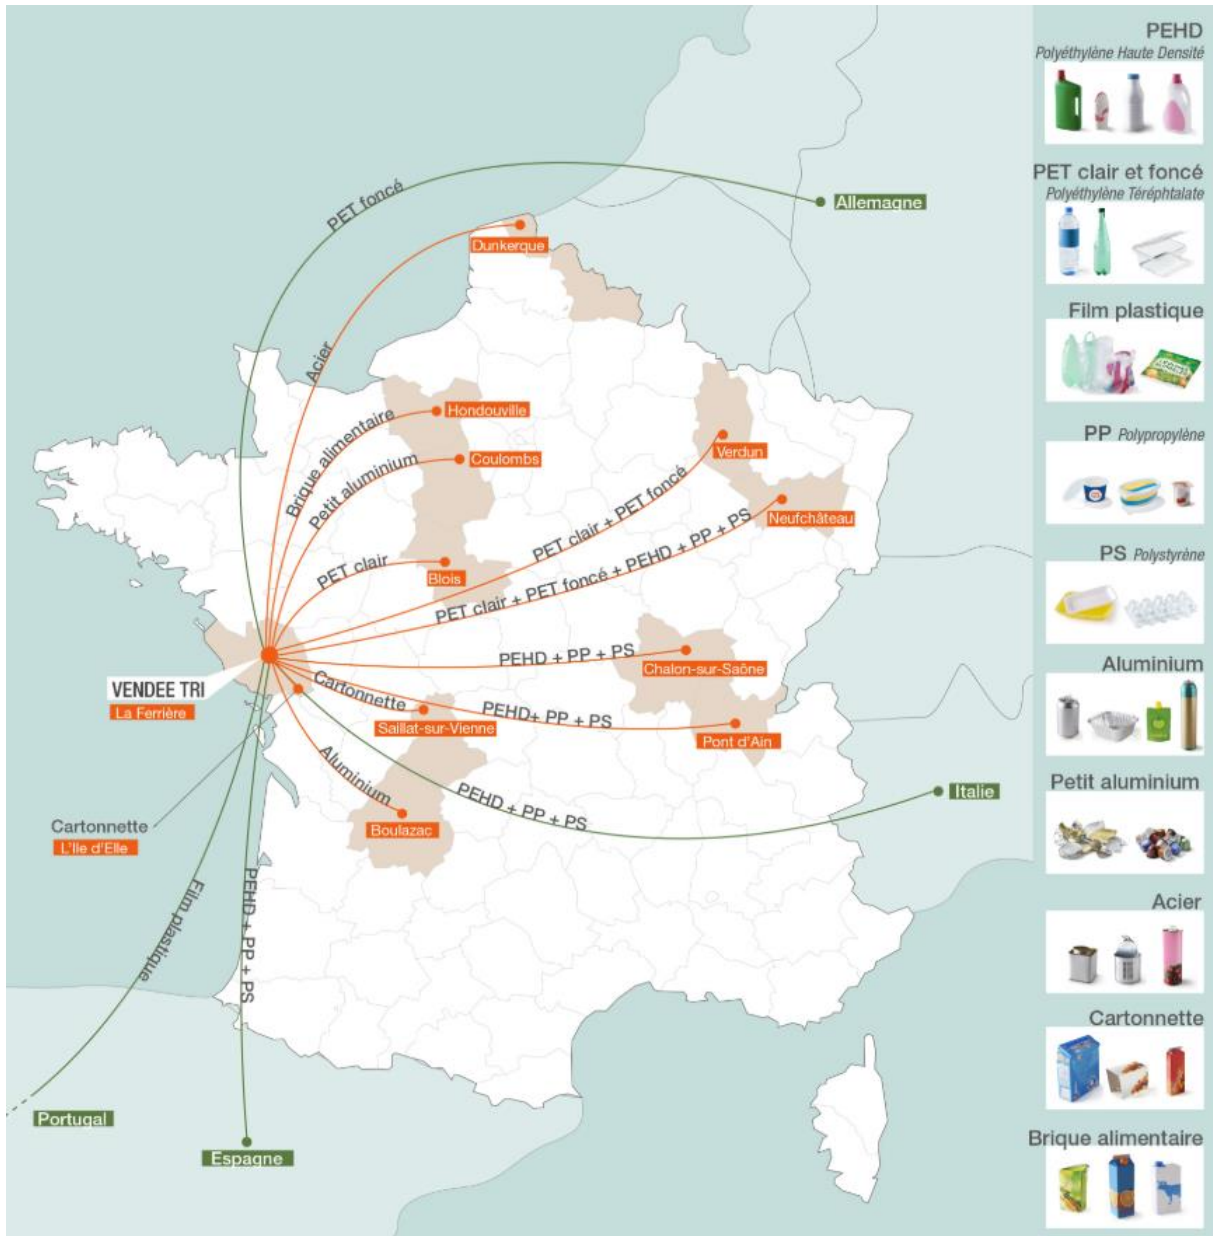 PET foncé
Allemagne
Dunkerque
Acier
Brique alimentaire
Hondouville
Petit aluminium
Coulombs
PET clair
Blois
PET clair + PET foncé
Verdun
PET clair + PET foncé + PEHD + PP + PS
Neufchâteau
VENDEE TRI
La Ferrière
PEHD + PP + PS
Chalon-sur-Saône
Cartonnette
Saillat-sur-Vienne
PEHD+ PP + PS
Pont d'Ain
Aluminium
Boulazac
PEHD + PP + PS
Italie
Cartonnette
L'Ile d'Elle
Film plastique
Portugal
PEHD + PP + PS
Espagne
PEHD
Polyéthylène Haute Densité
PET clair et foncé
Polyéthylène Téréphtalate
Film plastique
PP Polypropylène
PS Polystyrène
Aluminium
Petit aluminium
Acier
Cartonnette
Brique alimentaire